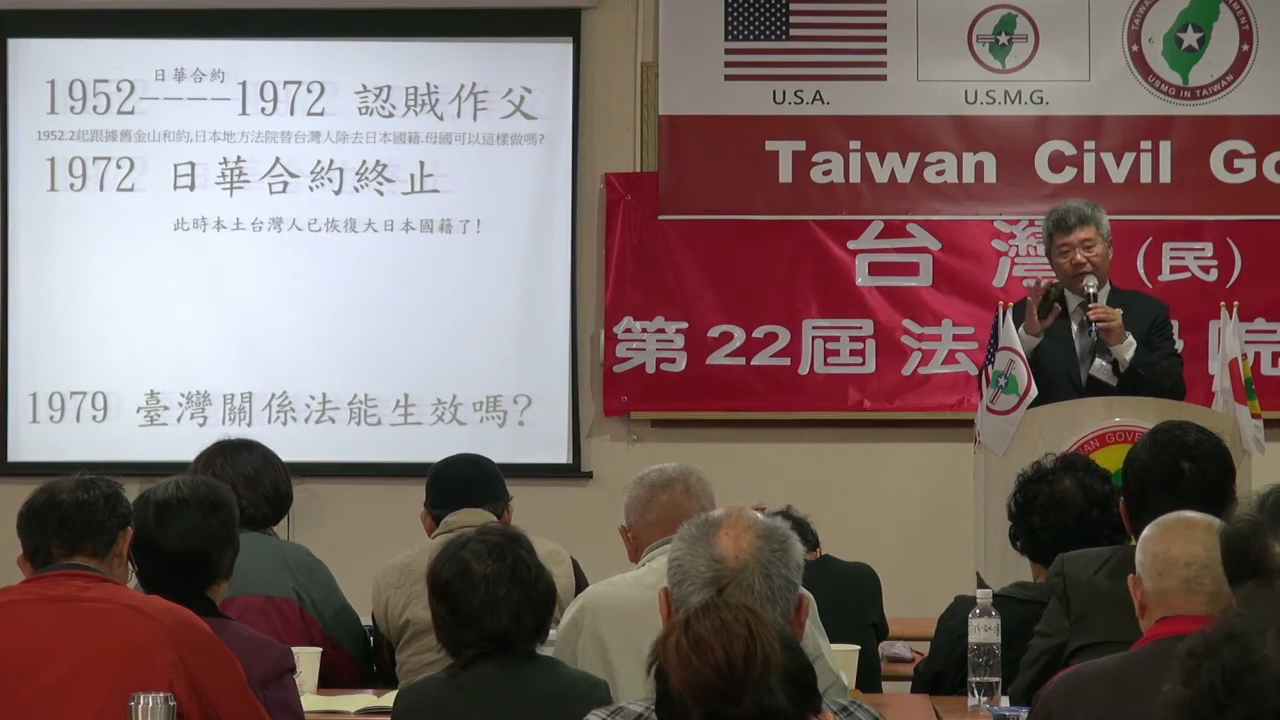 日華合約
1952----1972 認賊作父
1952.2起跟據舊金山和約,日本地方法院替台灣人除去日本國籍.母國可以這樣做嗎?
1972 日華合約終止
此時本土台灣人已恢復大日本國籍了!
1979 臺灣關係法能生效嗎?
U.S.A.
U.S.M.G.
USMG IN TAIWAN
Taiwan Civil Go
台灣(民)
第22屆法
院